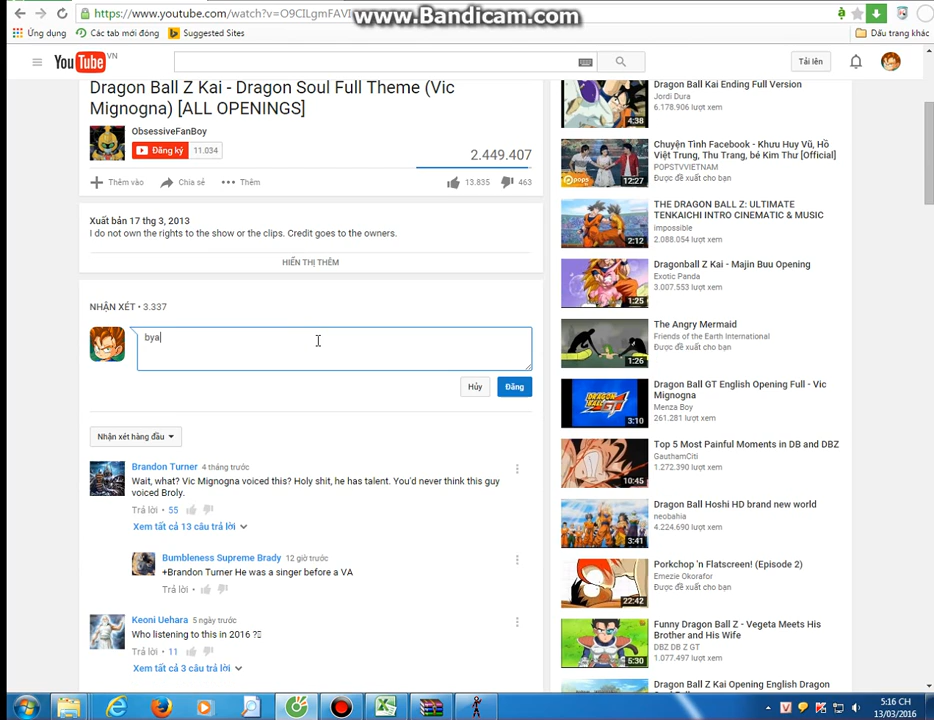 https://www.youtube.com/watch?v=O9CILgmFAVI
www.Bandicam.com
Ứng dụng
Các tab mới đóng
Suggested Sites
Dấu trang khác
YouTube VN
Tải lên
Dragon Ball Z Kai - Dragon Soul Full Theme (Vic
Mignogna) [ALL OPENINGS]
ObsessiveFanBoy
Đăng ký 11.034
2.449.407
Thêm vào Chia sẻ Thêm
13.835 463
Xuất bản 17 thg 3, 2013
I do not own the rights to the show or the clips. Credit goes to the owners.
HIỂN THỊ THÊM
NHẬN XÉT • 3.337
bya
Hủy Đăng
Nhận xét hàng đầu
Brandon Turner 4 tháng trước
Wait, what? Vic Mignogna voiced this? Holy shit, he has talent. You'd never think this guy
voiced Broly.
Trả lời • 55
Xem tất cả 13 câu trả lời
Bumbleness Supreme Brady 12 giờ trước
+Brandon Turner He was a singer before a VA
Trả lời •
Keoni Uehara 5 ngày trước
Who listening to this in 2016 ?
Trả lời • 11
Xem tất cả 3 câu trả lời
Dragon Ball Kai Ending Full Version
Jordi Dura
6.178.906 lượt xem
4:38
Chuyện Tình Facebook - Khưu Huy Vũ, Hồ
Việt Trung, Thu Trang, bé Kim Thư [Official]
POPSTVVIETNAM
Được đề xuất cho bạn
pops
12:27
THE DRAGON BALL Z: ULTIMATE
TENKAICHI INTRO CINEMATIC & MUSIC
impossible
2.088.054 lượt xem
2:12
Dragonball Z Kai - Majin Buu Opening
Exotic Panda
3.007.553 lượt xem
1:25
The Angry Mermaid
Friends of the Earth International
Được đề xuất cho bạn
1:26
Dragon Ball GT English Opening Full - Vic
Mignogna
Menza Boy
261.281 lượt xem
3:10
Top 5 Most Painful Moments in DB and DBZ
GauthamCiti
1.272.390 lượt xem
10:45
Dragon Ball Hoshi HD brand new world
neobahia
4.224.690 lượt xem
3:41
Porkchop 'n Flatscreen! (Episode 2)
Emezie Okorafor
Được đề xuất cho bạn
22:42
Funny Dragon Ball Z - Vegeta Meets His
Brother and His Wife
DBZ DB Z GT
1.077.497 lượt xem
5:30
Dragon Ball Z Kai Opening English Dragon
5:16 CH
13/03/2016